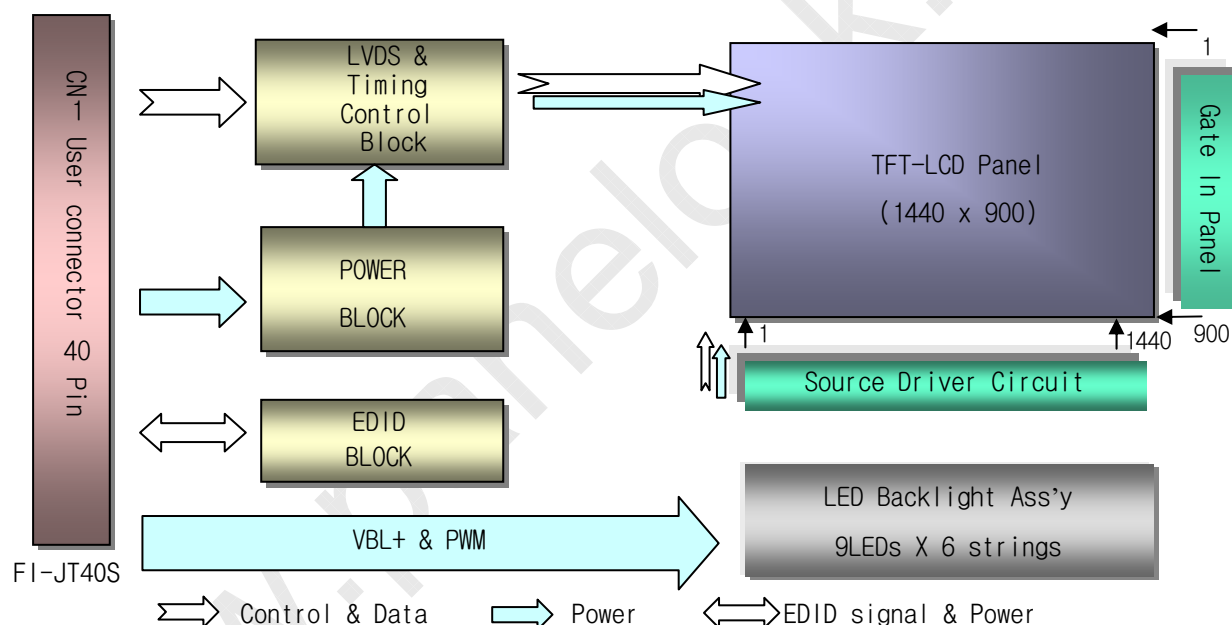 CN-1 User connector 40 Pin
FI-JT40S
LVDS &
Timing
Control
Block
POWER
BLOCK
EDID
BLOCK
VBL+ & PWM
TFT-LCD Panel
(1440 x 900)
1
Gate In Panel
900
1
1440
Source Driver Circuit
LED Backlight Ass’y
9LEDs X 6 strings
Control & Data
Power
EDID signal & Power